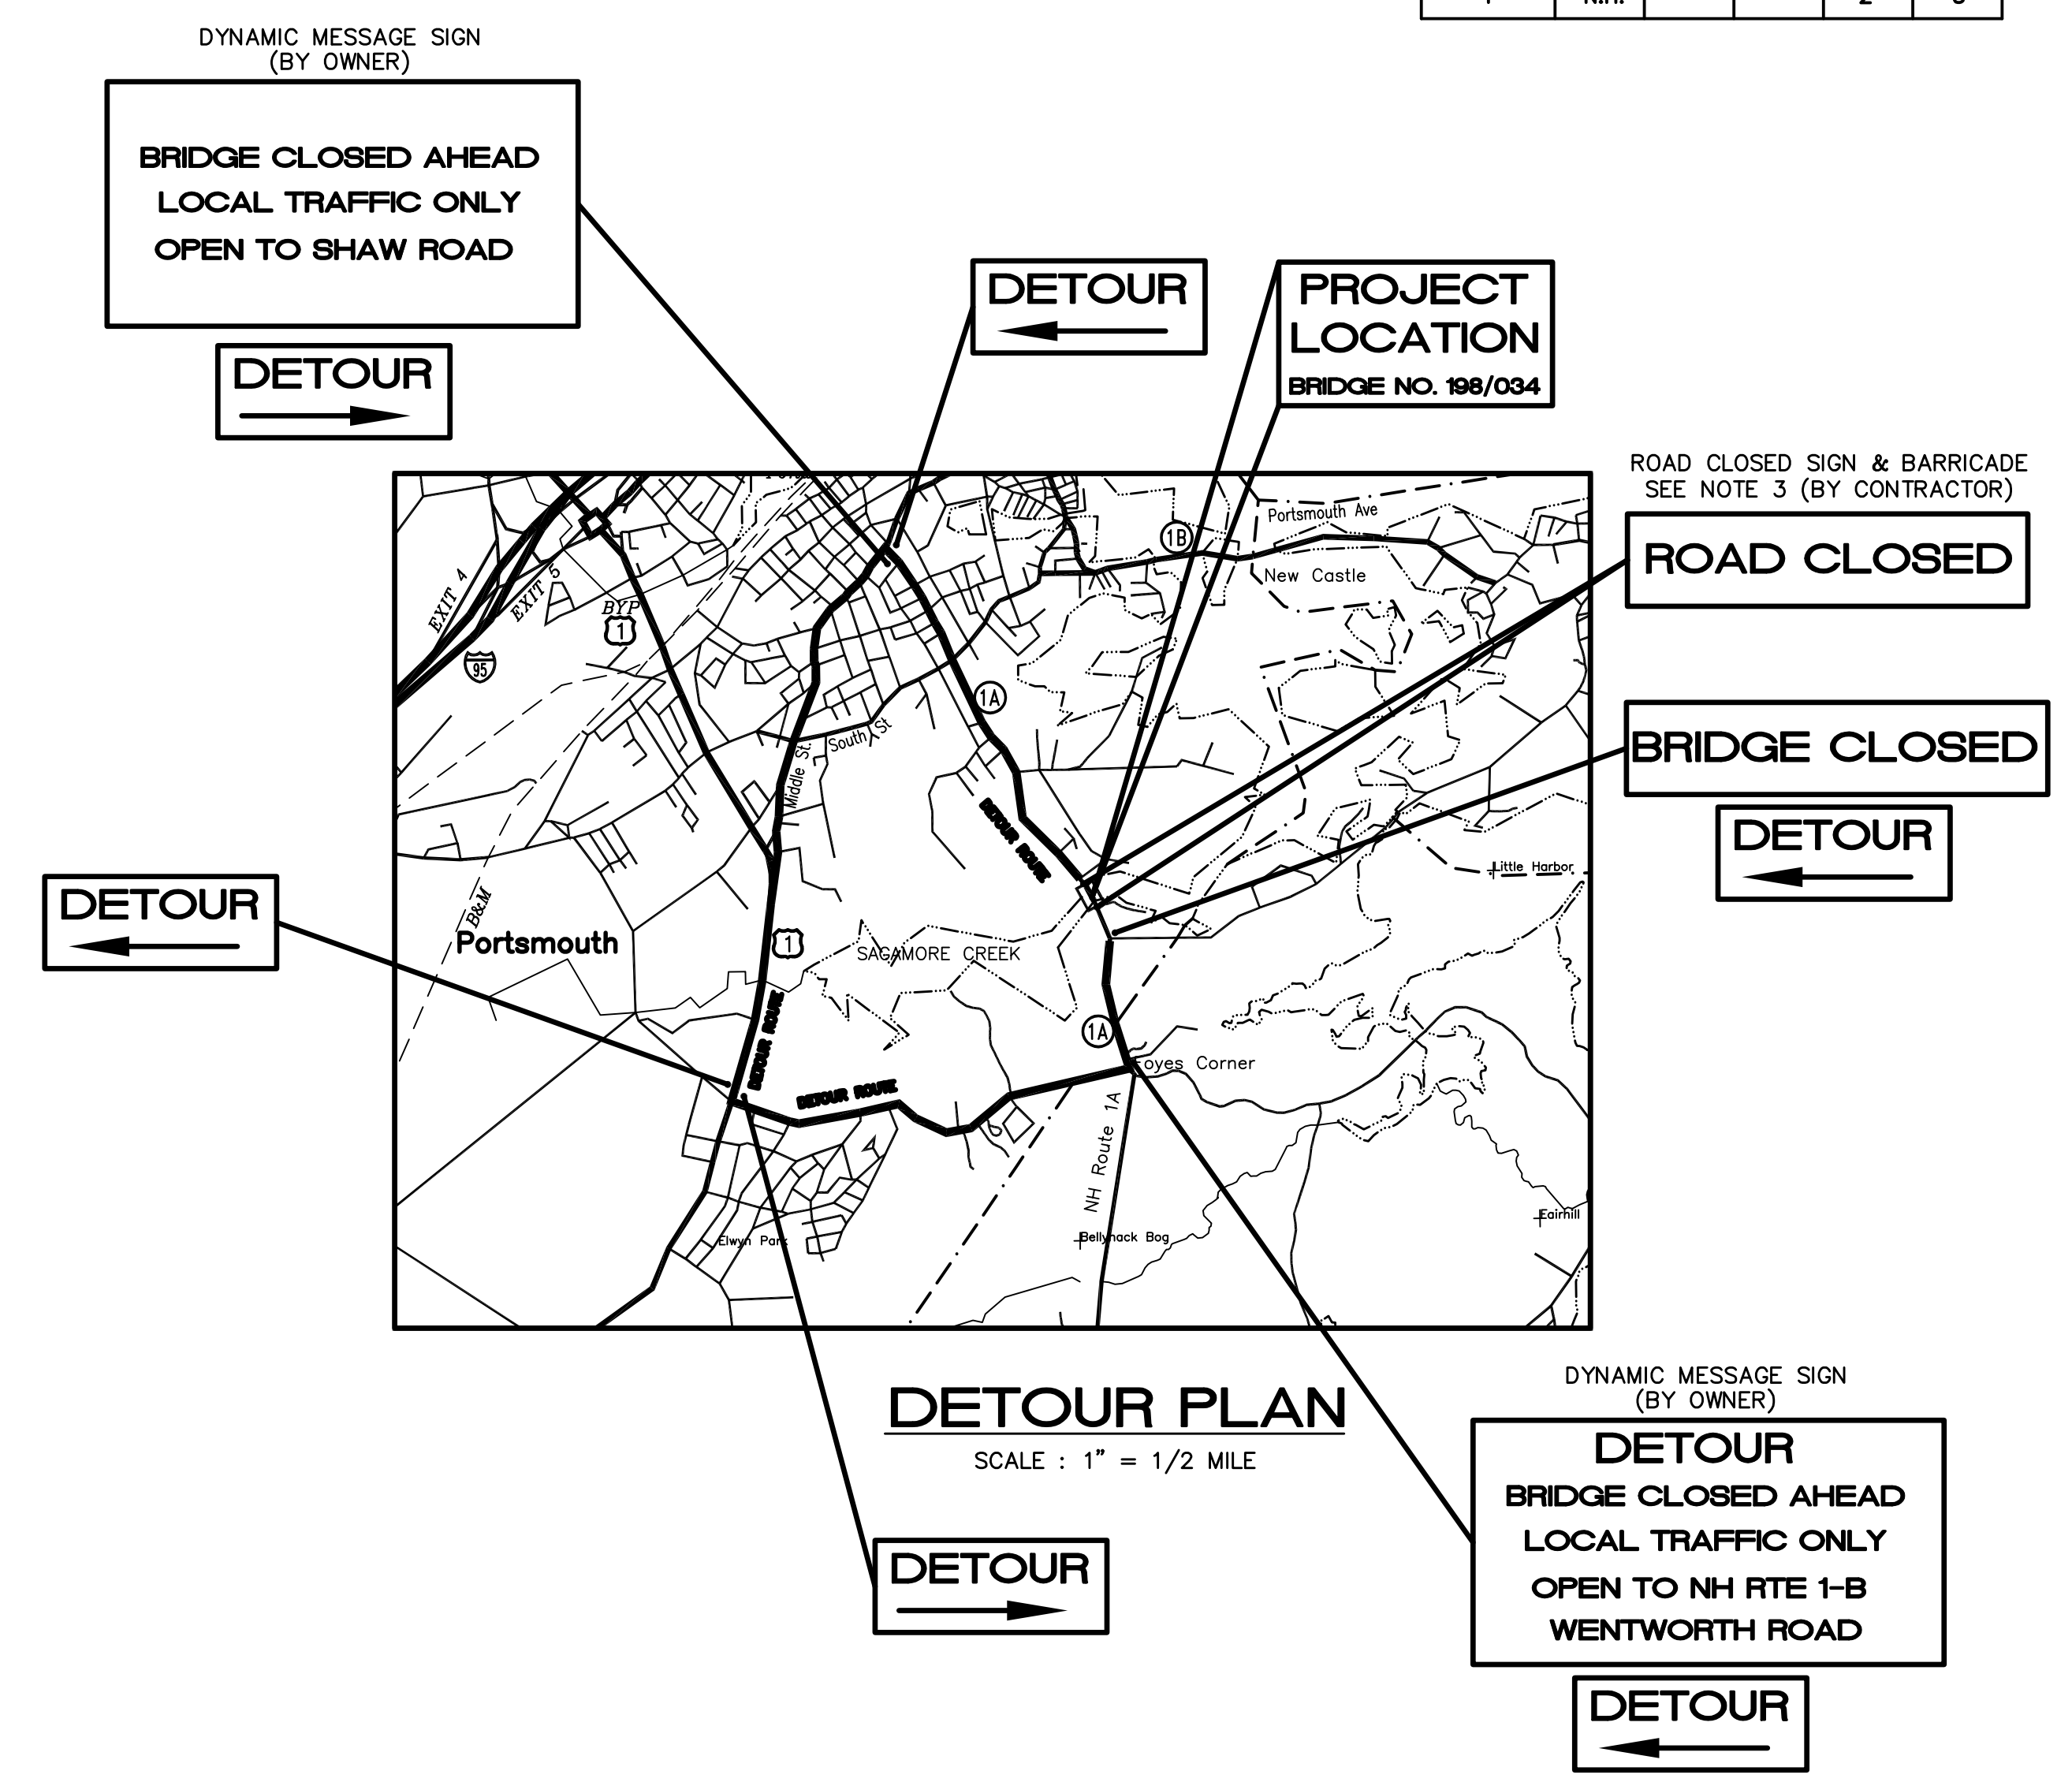 N.H.
DYNAMIC MESSAGE SIGN
(BY OWNER)
BRIDGE CLOSED AHEAD
LOCAL TRAFFIC ONLY
OPEN TO SHAW ROAD
DETOUR
DETOUR
PROJECT
LOCATION
BRIDGE NO. 198/034
ROAD CLOSED SIGN & BARRICADE
SEE NOTE 3 (BY CONTRACTOR)
ROAD CLOSED
BRIDGE CLOSED
DETOUR
DETOUR
EXIT 4
EXIT 5
BYP
1
95
1B
Portsmouth Ave
New Castle
1A
South St
Middle St.
DETOUR ROUTE
Little Harbor
B&M
Portsmouth
1
SAGAMORE CREEK
DETOUR ROUTE
1A
Foyes Corner
DETOUR ROUTE
NH Route 1A
Elwyn Park
Bellyhack Bog
Fairhill
DETOUR PLAN
SCALE : 1" = 1/2 MILE
DETOUR
DYNAMIC MESSAGE SIGN
(BY OWNER)
DETOUR
BRIDGE CLOSED AHEAD
LOCAL TRAFFIC ONLY
OPEN TO NH RTE 1-B
WENTWORTH ROAD
DETOUR